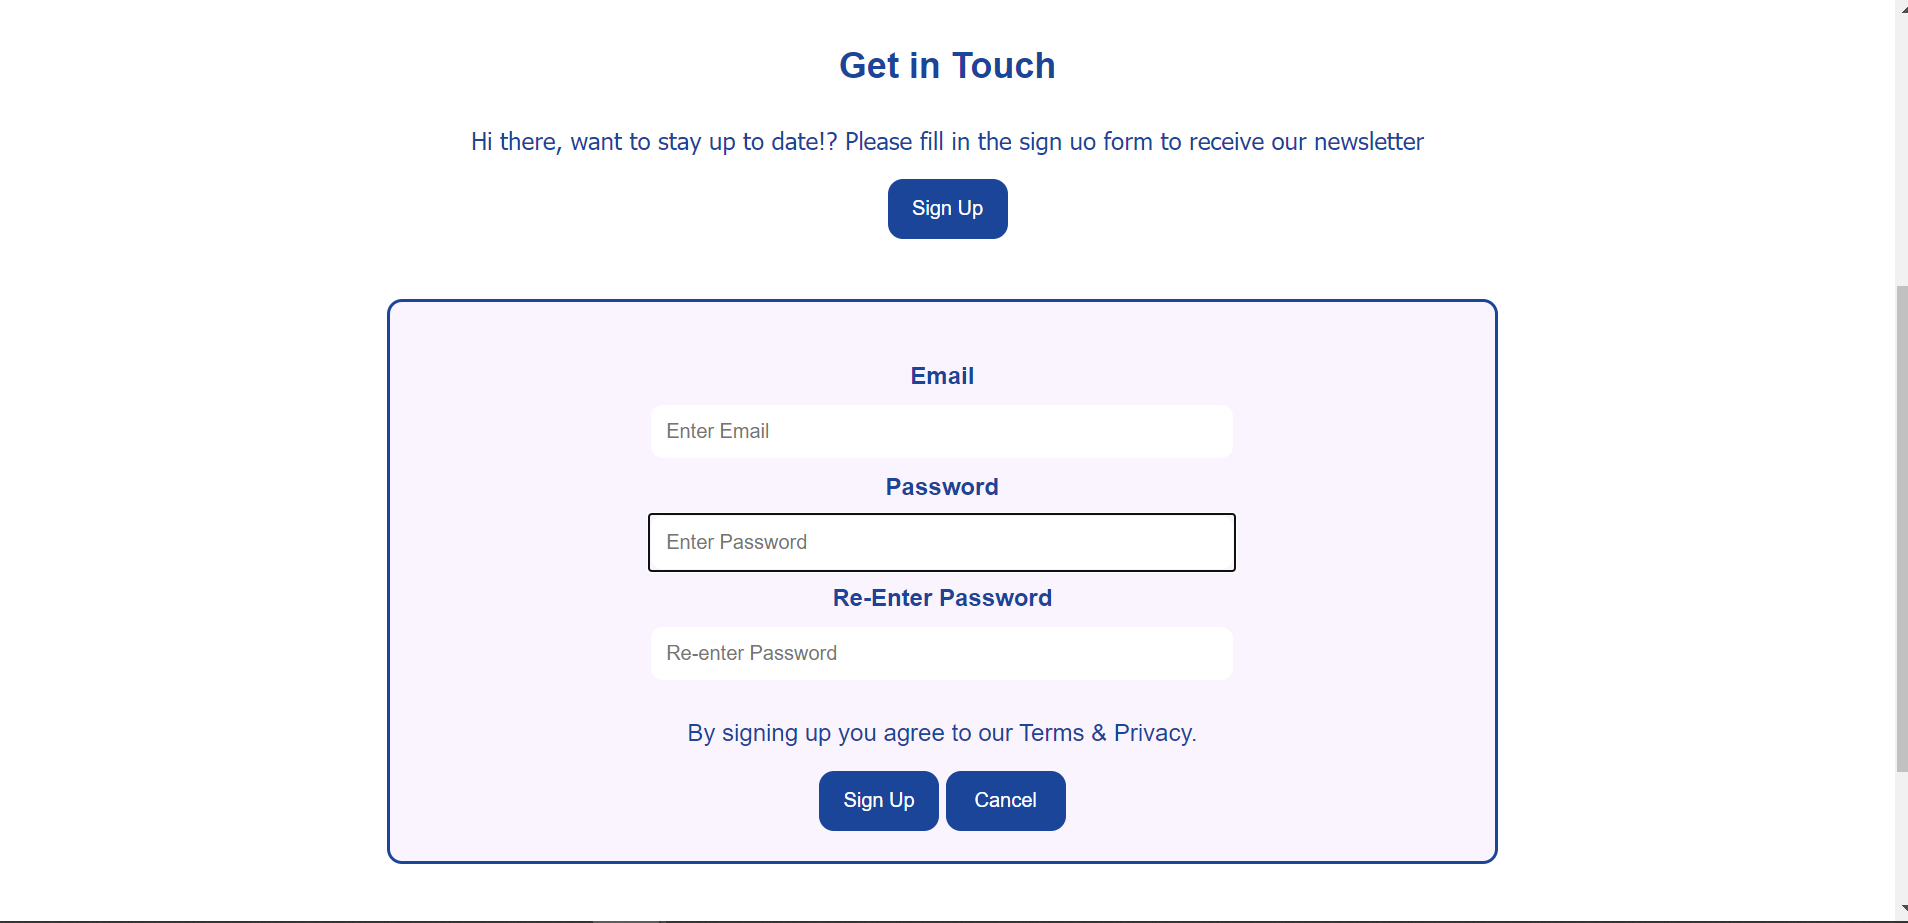 Get in Touch
Hi there, want to stay up to date!? Please fill in the sign uo form to receive our newsletter
Sign Up
Email
Enter Email
Password
Enter Password
Re-Enter Password
Re-enter Password
By signing up you agree to our Terms & Privacy.
Sign Up Cancel